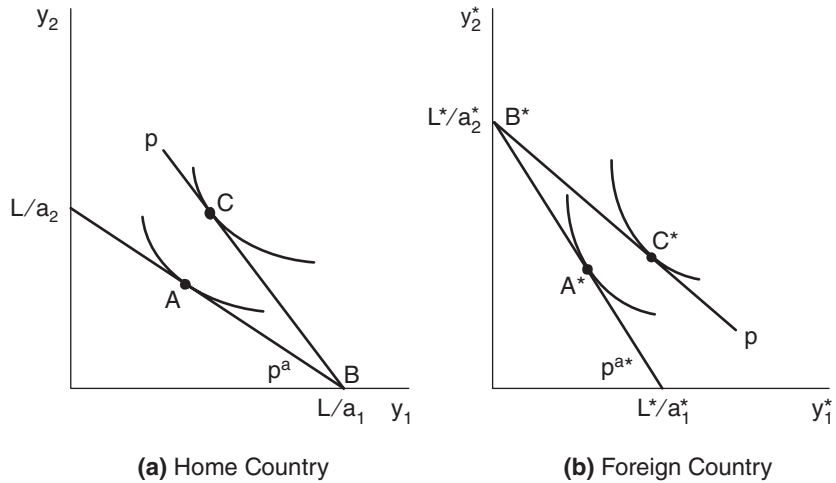 y₂
p
C
L/a₂
A
pᵃ
B
L/a₁
y₁
(a) Home Country
y₂*
L*/a₂*
B*
C*
A*
p
pᵃ*
L*/a₁*
y₁*
(b) Foreign Country